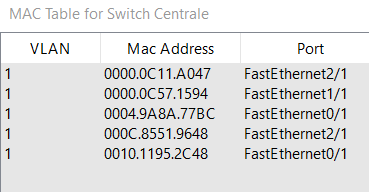 MAC Table for Switch Centrale
VLAN Mac Address Port
1 0000.0C11.A047 FastEthernet2/1
1 0000.0C57.1594 FastEthernet1/1
1 0004.9A8A.77BC FastEthernet0/1
1 000C.8551.9648 FastEthernet2/1
1 0010.1195.2C48 FastEthernet0/1